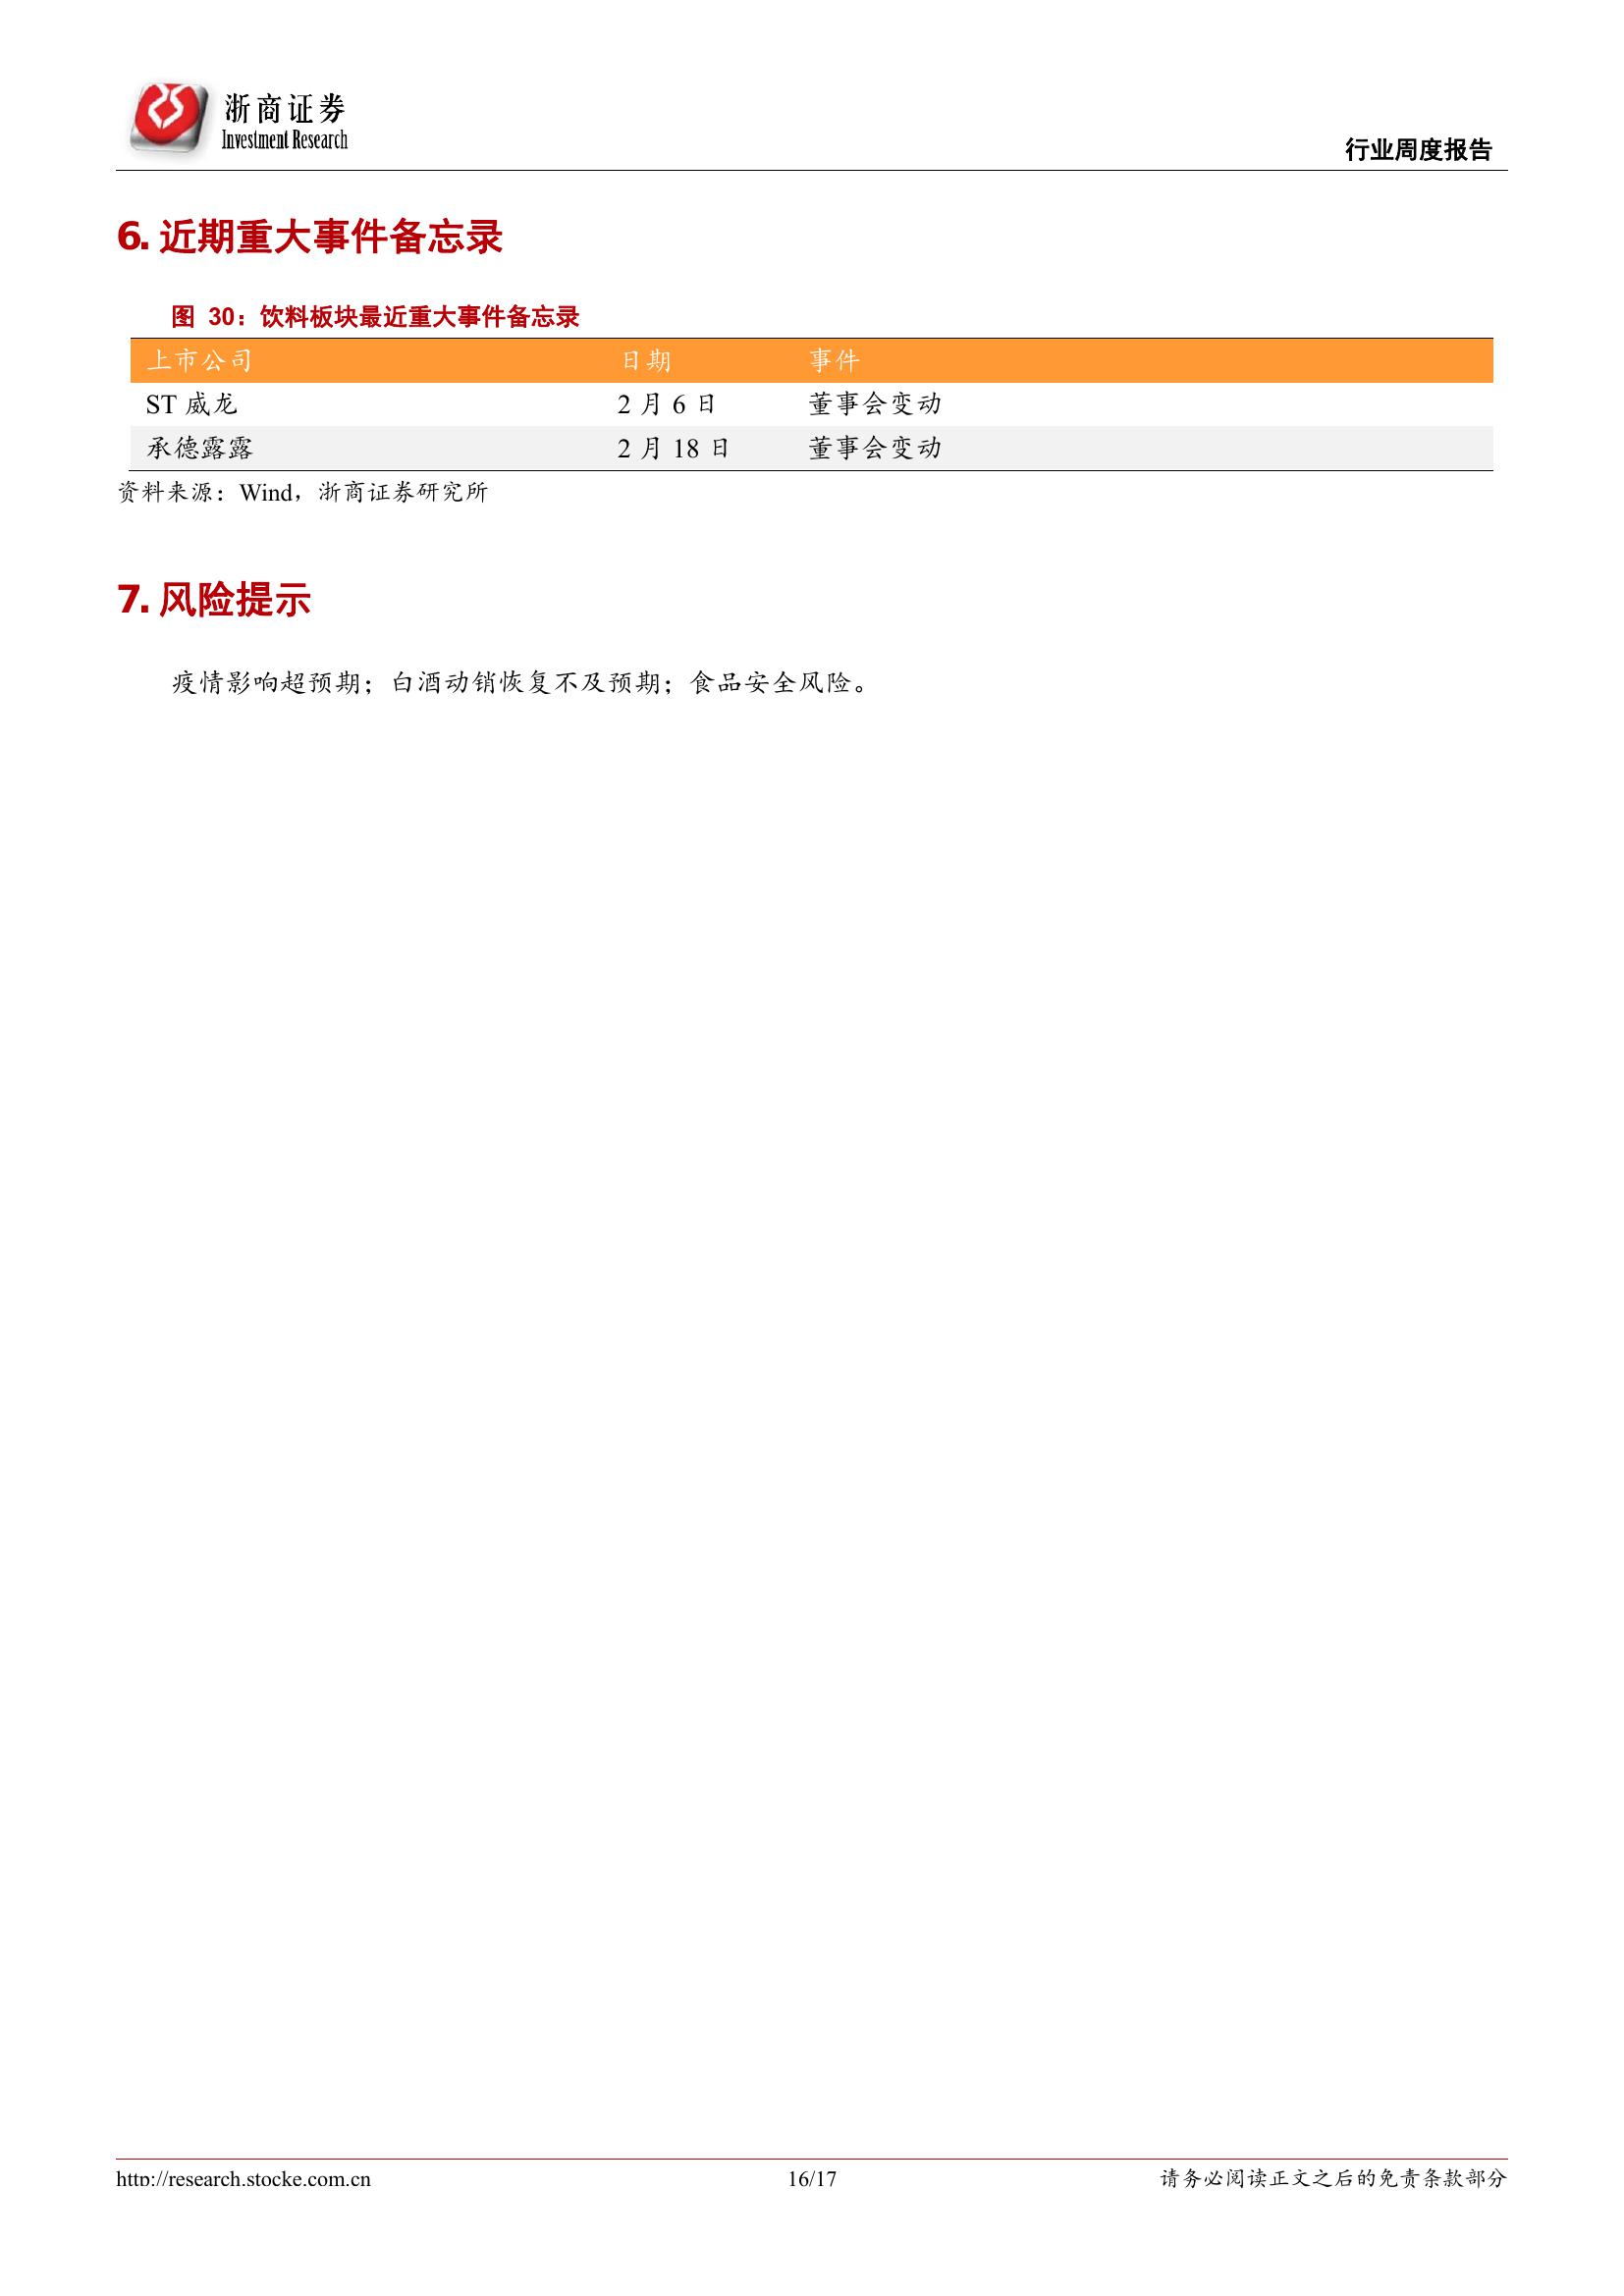 浙商证券
Investment Research
行业周度报告
6. 近期重大事件备忘录
图 30：饮料板块最近重大事件备忘录
上市公司 日期 事件
ST 威龙 2 月 6 日 董事会变动
承德露露 2 月 18 日 董事会变动
资料来源：Wind，浙商证券研究所
7. 风险提示
疫情影响超预期；白酒动销恢复不及预期；食品安全风险。
http://research.stocke.com.cn 16/17 请务必阅读正文之后的免责条款部分